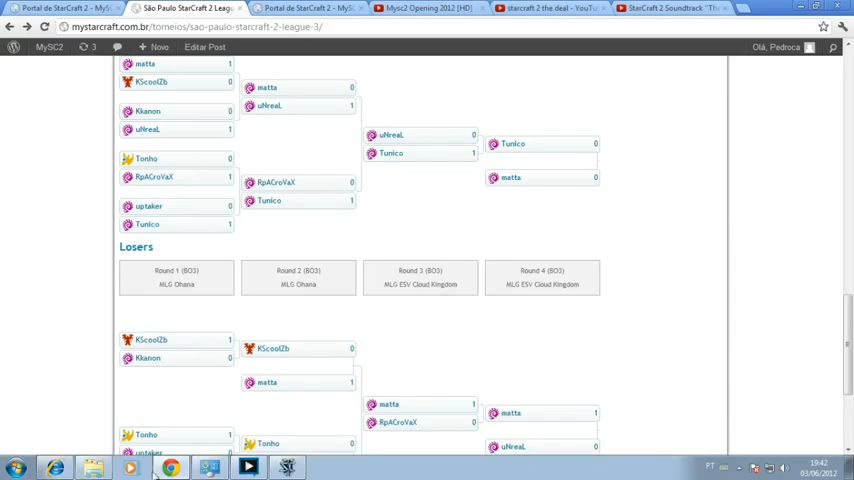 Portal de StarCraft 2 - MySC
São Paulo StarCraft 2 Leagu
Portal de StarCraft 2 - MySC
Mysc2 Opening 2012 [HD]
starcraft 2 the deal - YouTu
StarCraft 2 Soundtrack "Th
mystarcraft.com.br/torneios/sao-paulo-starcraft-2-league-3/
MySC2 3 Novo Editar Post Olá, Pedroca
matta 1
KScoolZb 0
matta 0
uNreaL 1
Kkanon 0
uNreaL 1
uNreaL 0
Tunico 1
Tunico 0
matta 0
Tonho 0
RpACroVaX 1
RpACroVaX 0
Tunico 1
uptaker 0
Tunico 1
Losers
Round 1 (BO3)
MLG Ohana
Round 2 (BO3)
MLG Ohana
Round 3 (BO3)
MLG ESV Cloud Kingdom
Round 4 (BO3)
MLG ESV Cloud Kingdom
KScoolZb 1
Kkanon 0
KScoolZb 0
matta 1
matta 1
RpACroVaX 0
matta 1
uNreaL 0
Tonho 1
uptaker
Tonho 0
PT
19:42
03/06/2012